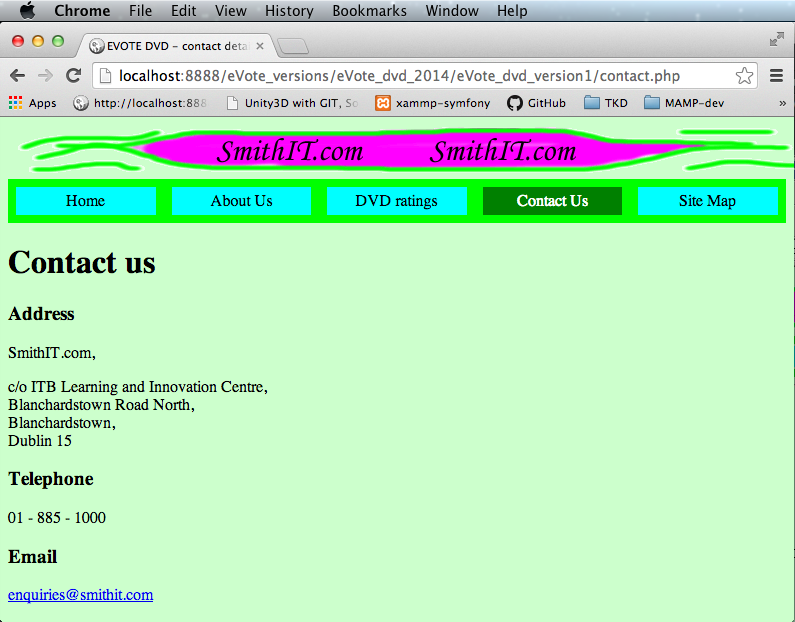 Chrome File Edit View History Bookmarks Window Help
EVOTE DVD - contact deta
localhost:8888/eVote_versions/eVote_dvd_2014/eVote_dvd_version1/contact.php
Apps http://localhost:888 Unity3D with GIT, So xammp-symfony GitHub TKD MAMP-dev »
SmithIT.com SmithIT.com
Home About Us DVD ratings Contact Us Site Map
Contact us
Address
SmithIT.com,
c/o ITB Learning and Innovation Centre,
Blanchardstown Road North,
Blanchardstown,
Dublin 15
Telephone
01 - 885 - 1000
Email
enquiries@smithit.com